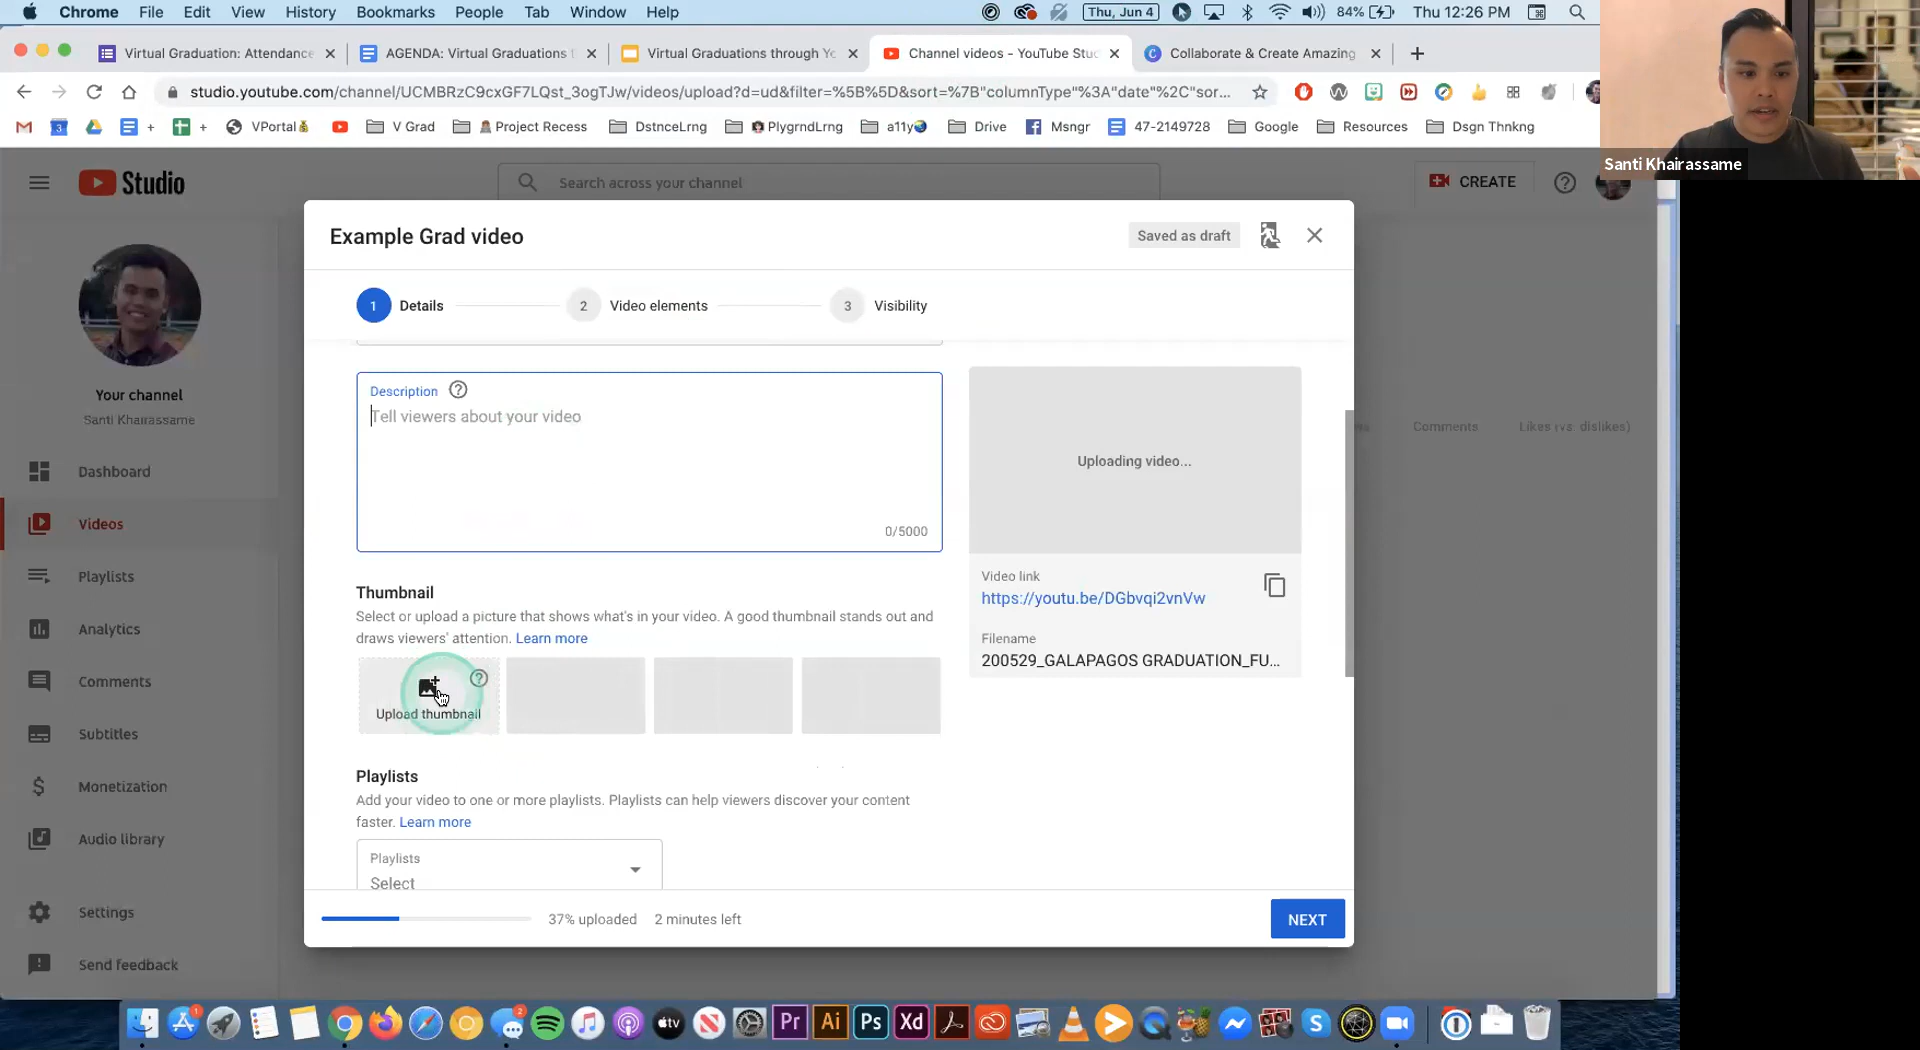 Chrome File Edit View History Bookmarks People Tab Window Help Thu, Jun 4 84% Thu 12:26 PM
Virtual Graduation: Attendance AGENDA: Virtual Graduations t Virtual Graduations through Yo Channel videos - YouTube Stud Collaborate & Create Amazing
studio.youtube.com/channel/UCMBRzC9cxGF7LQst_3ogTJw/videos/upload?d=ud&filter=%5B%5D&sort=%7B"columnType"%3A"date"%2C"sor...
VPortal V Grad Project Recess DstnceLrng PlygrndLrng a11y Drive Msngr 47-2149728 Google Resources Dsgn Thnkng
Santi Khairassame
Studio
Search across your channel
CREATE
Your channel
Santi Khairassame
Dashboard
Videos
Playlists
Analytics
Comments
Subtitles
Monetization
Audio library
Settings
Send feedback
Comments Likes (vs. dislikes)
Example Grad video
Saved as draft
1 Details 2 Video elements 3 Visibility
Description
Tell viewers about your video
0/5000
Uploading video...
Video link
https://youtu.be/DGbvqi2vnVw
Filename
200529_GALAPAGOS GRADUATION_FU...
Thumbnail
Select or upload a picture that shows what's in your video. A good thumbnail stands out and
draws viewers' attention. Learn more
Upload thumbnail
Playlists
Add your video to one or more playlists. Playlists can help viewers discover your content
faster. Learn more
Playlists
Select
37% uploaded 2 minutes left
NEXT
tv Pr Ai Ps Xd